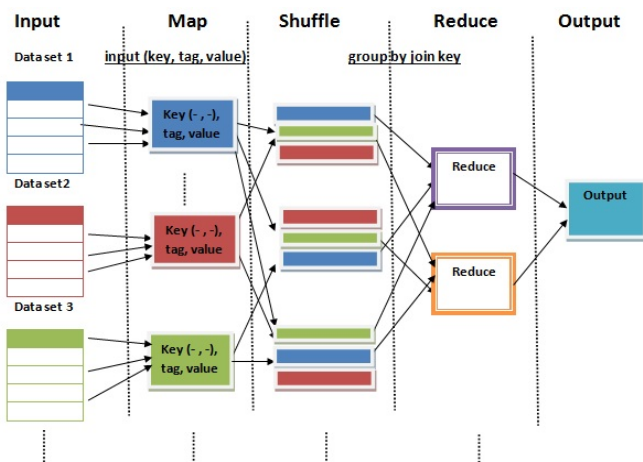 Input
Map
Shuffle
Reduce
Output
Data set 1
input (key, tag, value)
group by join key
Key (- , -),
tag, value
Data set2
Key (- , -),
tag, value
Data set 3
Key (- , -),
tag, value
Reduce
Reduce
Output